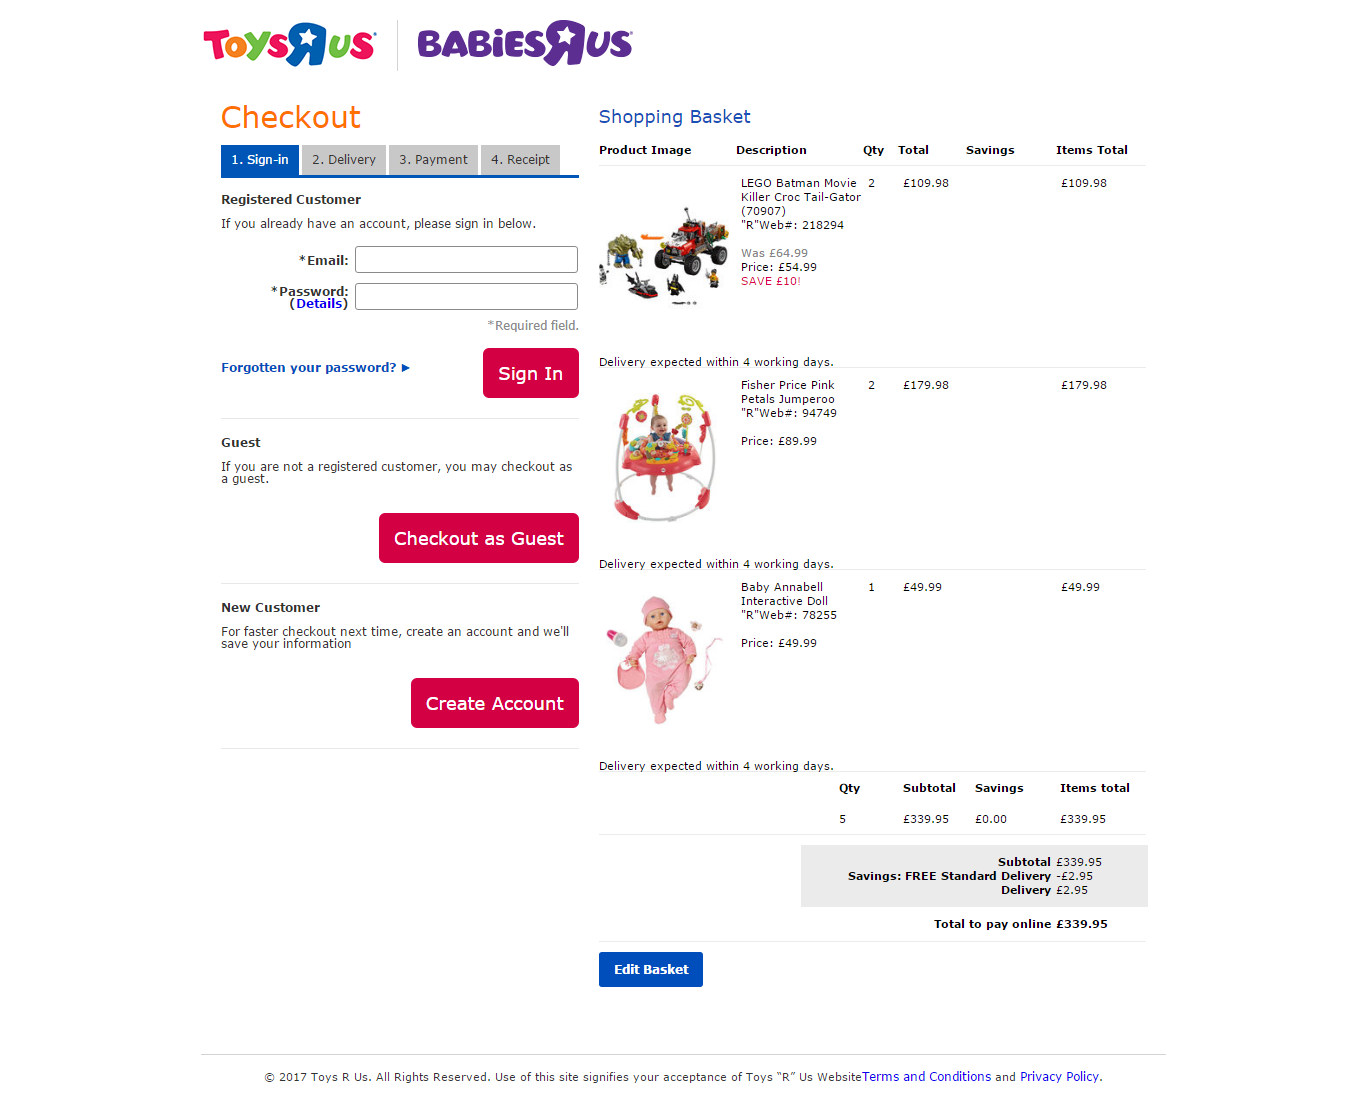 TOYSRUS
BABiESRUS
Checkout
1. Sign-in
2. Delivery
3. Payment
4. Receipt
Registered Customer
If you already have an account, please sign in below.
*Email:
*Password:
(Details)
*Required field.
Forgotten your password? ►
Sign In
Guest
If you are not a registered customer, you may checkout as
a guest.
Checkout as Guest
New Customer
For faster checkout next time, create an account and we'll
save your information
Create Account
Shopping Basket
Product Image Description Qty Total Savings Items Total
LEGO Batman Movie 2 £109.98 £109.98
Killer Croc Tail-Gator
(70907)
"R"Web#: 218294
Was £64.99
Price: £54.99
SAVE £10!
Delivery expected within 4 working days.
Fisher Price Pink 2 £179.98 £179.98
Petals Jumperoo
"R"Web#: 94749
Price: £89.99
Delivery expected within 4 working days.
Baby Annabell 1 £49.99 £49.99
Interactive Doll
"R"Web#: 78255
Price: £49.99
Delivery expected within 4 working days.
Qty Subtotal Savings Items total
5 £339.95 £0.00 £339.95
Subtotal £339.95
Savings: FREE Standard Delivery -£2.95
Delivery £2.95
Total to pay online £339.95
Edit Basket
© 2017 Toys R Us. All Rights Reserved. Use of this site signifies your acceptance of Toys “R” Us WebsiteTerms and Conditions and Privacy Policy.